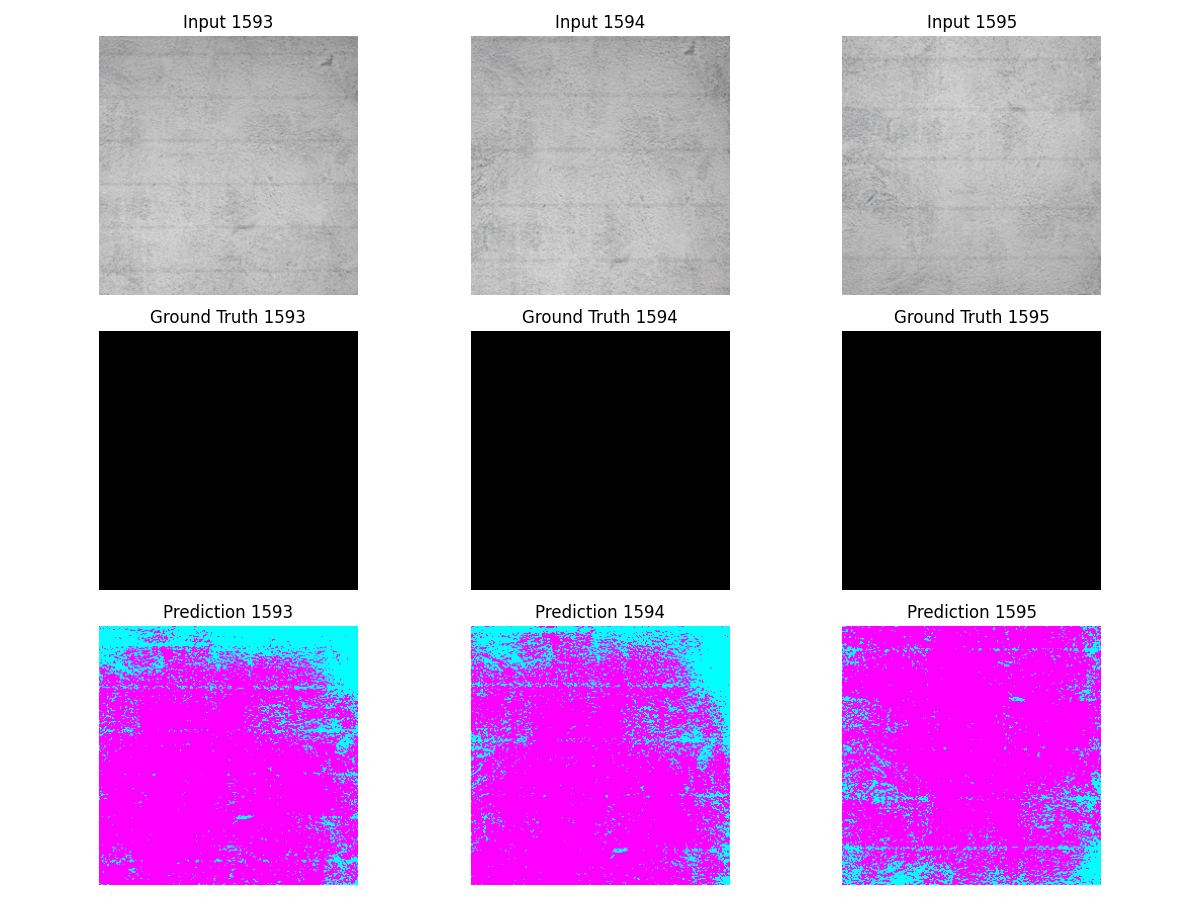 Input 1593
Input 1594
Input 1595
Ground Truth 1593
Ground Truth 1594
Ground Truth 1595
Prediction 1593
Prediction 1594
Prediction 1595